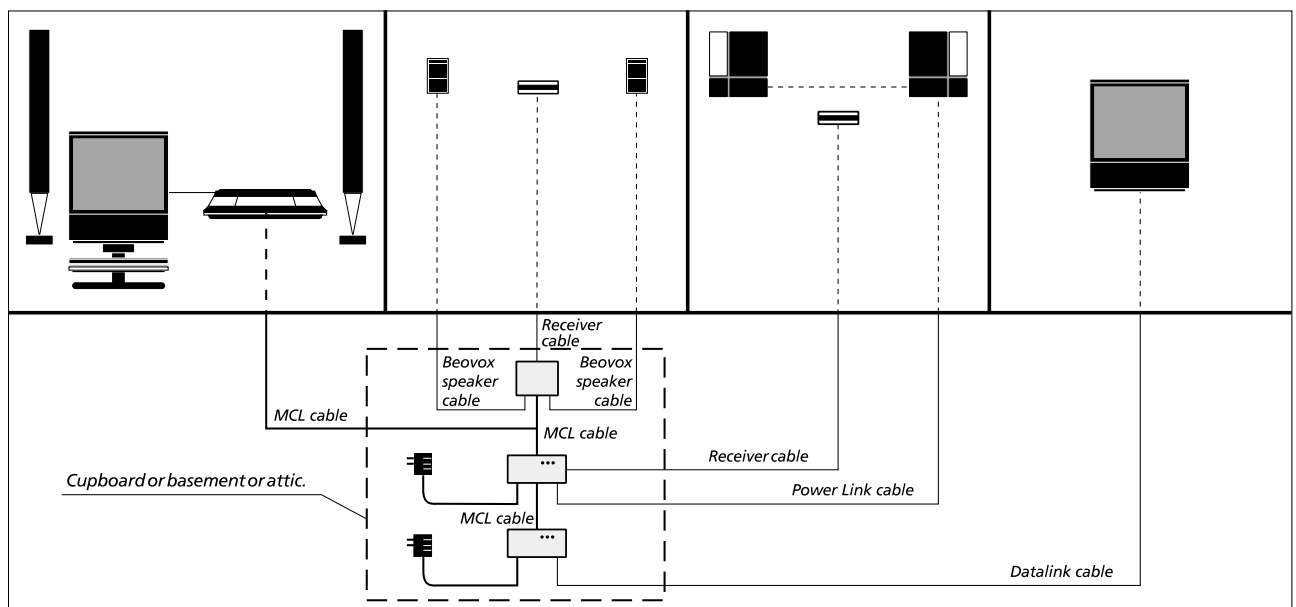 Receiver
cable
Beovox
speaker
cable
Beovox
speaker
cable
MCL cable
MCL cable
Receiver cable
Cupboard or basement or attic.
Power Link cable
MCL cable
Datalink cable